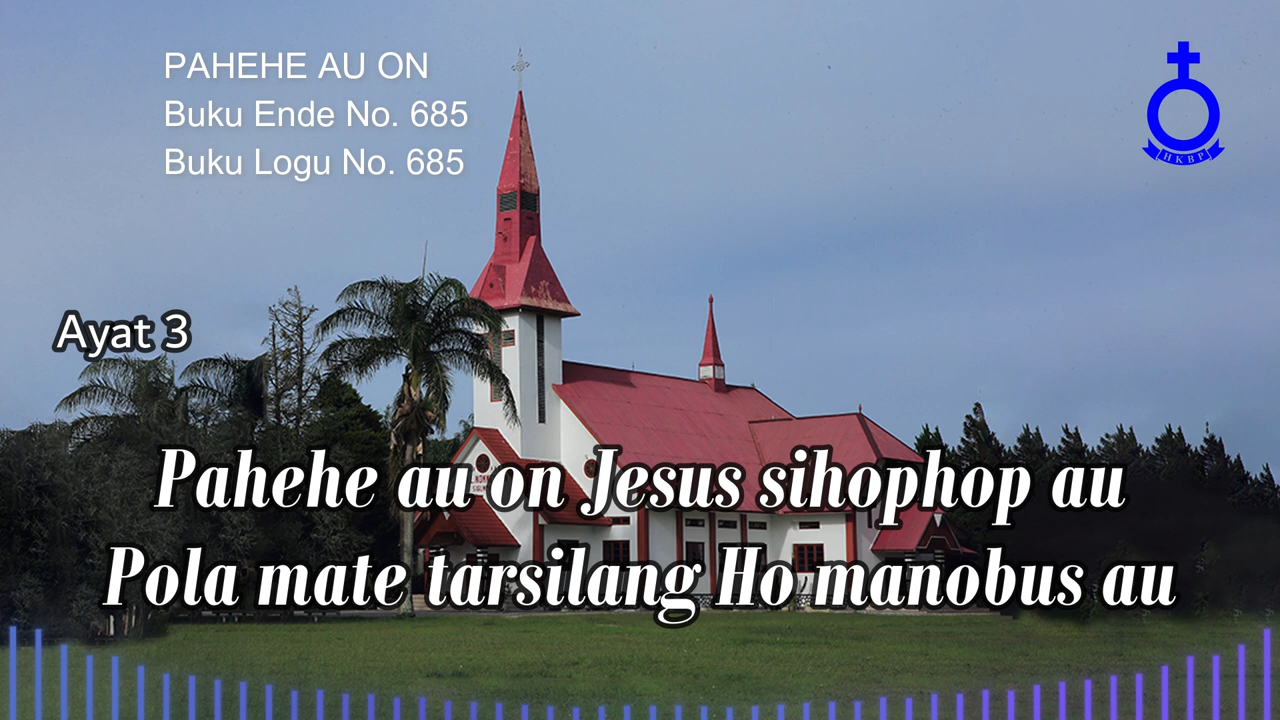 PAHEHE AU ON
Buku Ende No. 685
Buku Logu No. 685
HKBP
Ayat 3
Pahehe au on Jesus sihophop au
Pola mate tarsilang Ho manobus au